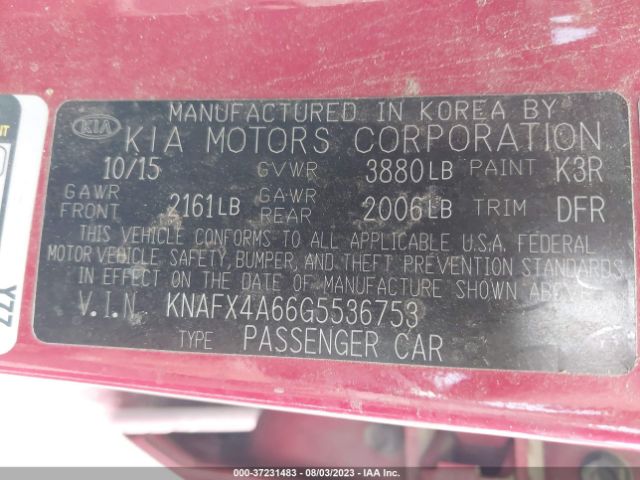 MANUFACTURED IN KOREA BY
KIA KIA MOTORS CORPORATION
10/15 GVWR 3880LB PAINT K3R
GAWR FRONT 2161LB GAWR REAR 2006LB TRIM DFR
THIS VEHICLE CONFORMS TO ALL APPLICABLE U.S.A. FEDERAL
MOTOR VEHICLE SAFETY, BUMPER, AND THEFT PREVENTION STANDARDS
IN EFFECT ON THE DATE OF MANUFACTURE SHOWN ABOVE.
V.I.N KNAFX4A66G5536753
TYPE PASSENGER CAR
000-37231483 - 08/03/2023 - IAAI.COM